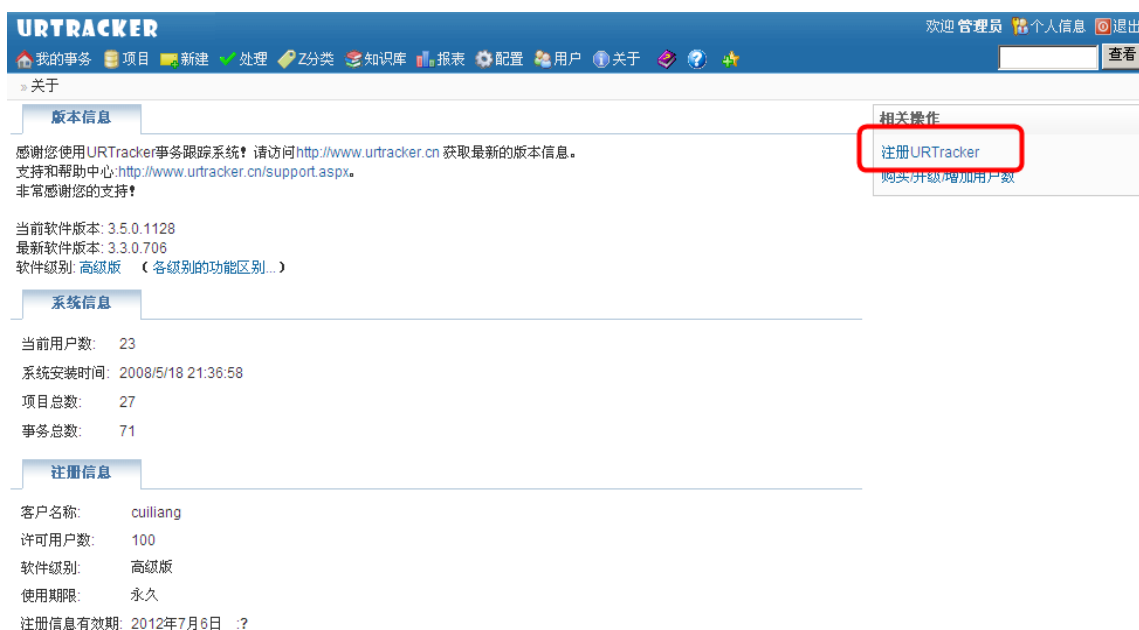 URTRACKER
欢迎 管理员 个人信息 退出
我的事务 项目 新建 处理 Z分类 知识库 报表 配置 用户 关于
查看
» 关于
版本信息
感谢您使用URTracker事务跟踪系统! 请访问http://www.urtracker.cn 获取最新的版本信息。
支持和帮助中心:http://www.urtracker.cn/support.aspx。
非常感谢您的支持!
当前软件版本: 3.5.0.1128
最新软件版本: 3.3.0.706
软件级别: 高级版 ( 各级别的功能区别...)
系统信息
当前用户数: 23
系统安装时间: 2008/5/18 21:36:58
项目总数: 27
事务总数: 71
注册信息
客户名称: cuiliang
许可用户数: 100
软件级别: 高级版
使用期限: 永久
注册信息有效期: 2012年7月6日 :?
相关操作
注册URTracker
购买/升级/增加用户数